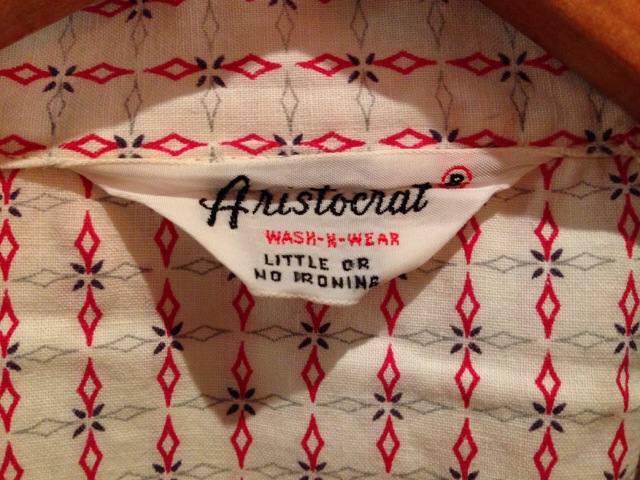 Aristocrat ®
WASH-N-WEAR
LITTLE OR
NO IRONING